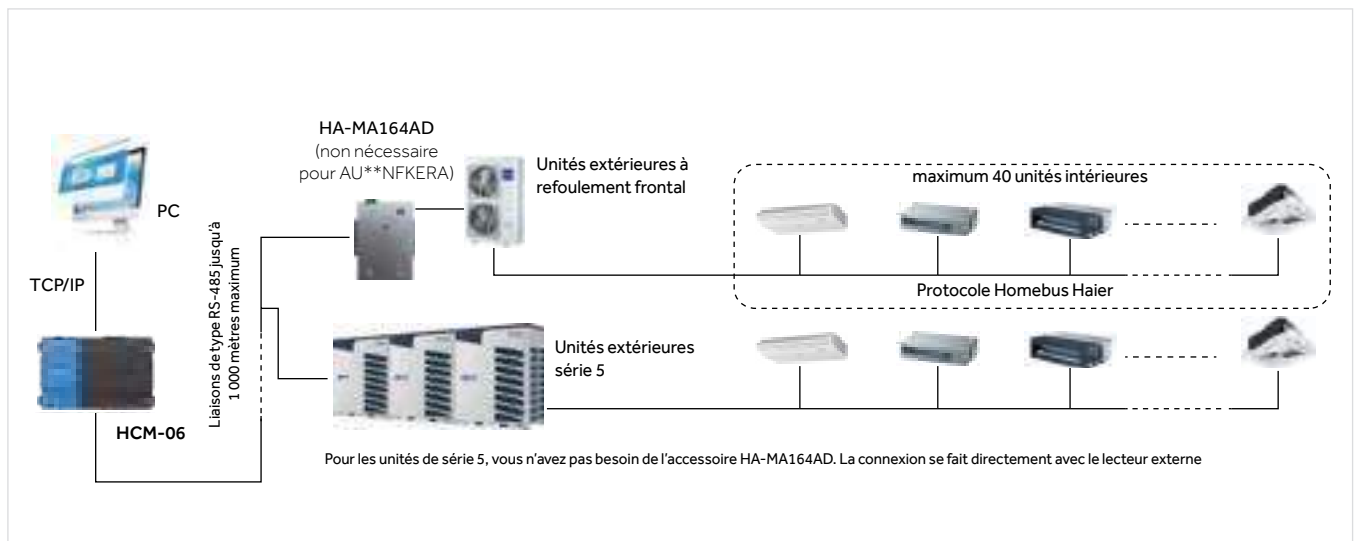 HA-MA164AD
(non nécessaire
pour AU**NFKERA)
Unités extérieures à
refoulement frontal
maximum 40 unités intérieures
PC
TCP/IP
Liaisons de type RS-485 jusqu'à
1 000 mètres maximum
Protocole Homebus Haier
Unités extérieures
série 5
HCM-06
Pour les unités de série 5, vous n'avez pas besoin de l'accessoire HA-MA164AD. La connexion se fait directement avec le lecteur externe